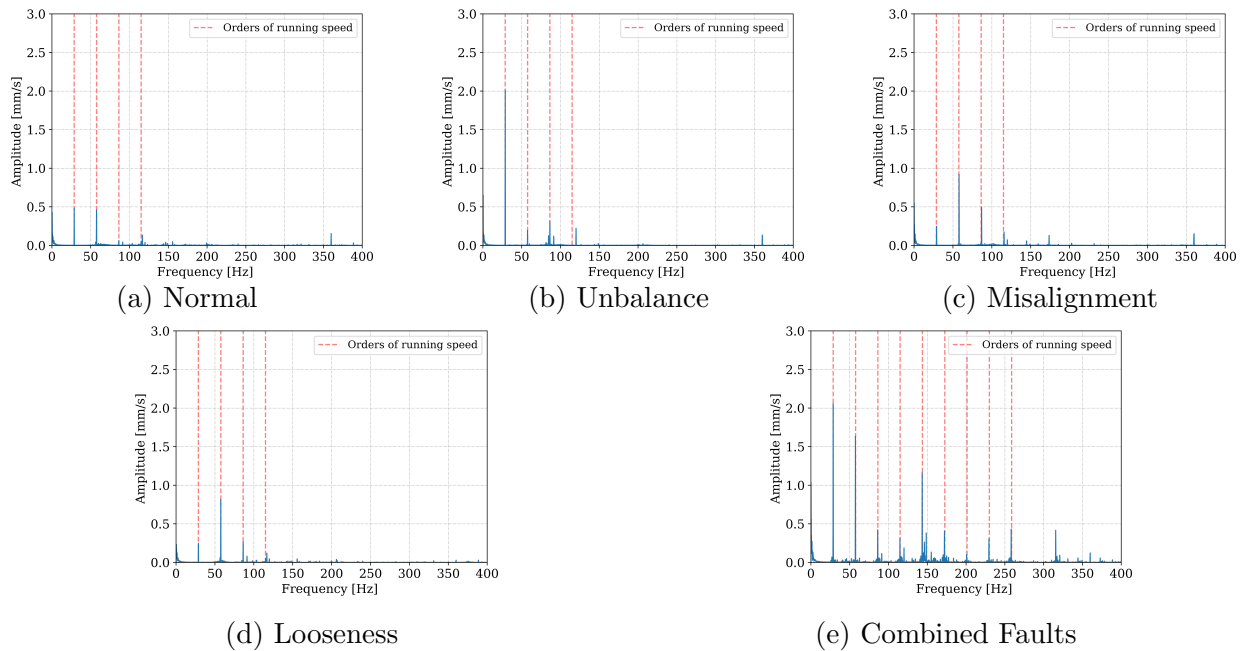 3.0
2.5
2.0
1.5
1.0
0.5
0.0
0 50 100 150 200 250 300 350 400
Amplitude [mm/s]
Frequency [Hz]
Orders of running speed
(a) Normal
3.0
2.5
2.0
1.5
1.0
0.5
0.0
0 50 100 150 200 250 300 350 400
Amplitude [mm/s]
Frequency [Hz]
Orders of running speed
(b) Unbalance
3.0
2.5
2.0
1.5
1.0
0.5
0.0
0 50 100 150 200 250 300 350 400
Amplitude [mm/s]
Frequency [Hz]
Orders of running speed
(c) Misalignment
3.0
2.5
2.0
1.5
1.0
0.5
0.0
0 50 100 150 200 250 300 350 400
Amplitude [mm/s]
Frequency [Hz]
Orders of running speed
(d) Looseness
3.0
2.5
2.0
1.5
1.0
0.5
0.0
0 50 100 150 200 250 300 350 400
Amplitude [mm/s]
Frequency [Hz]
Orders of running speed
(e) Combined Faults